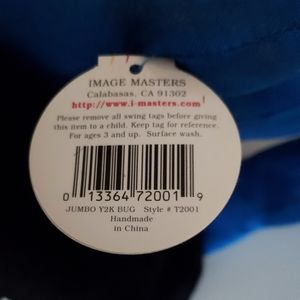 IMAGE MASTERS
Calabasas, CA 91302
http://www.i-masters.com
Please remove all swing tags before giving
this item to a child. Keep tag for reference.
For ages 3 and up. Surface wash.
0 13364 72001 9
JUMBO Y2K BUG Style # T2001
Handmade
in China